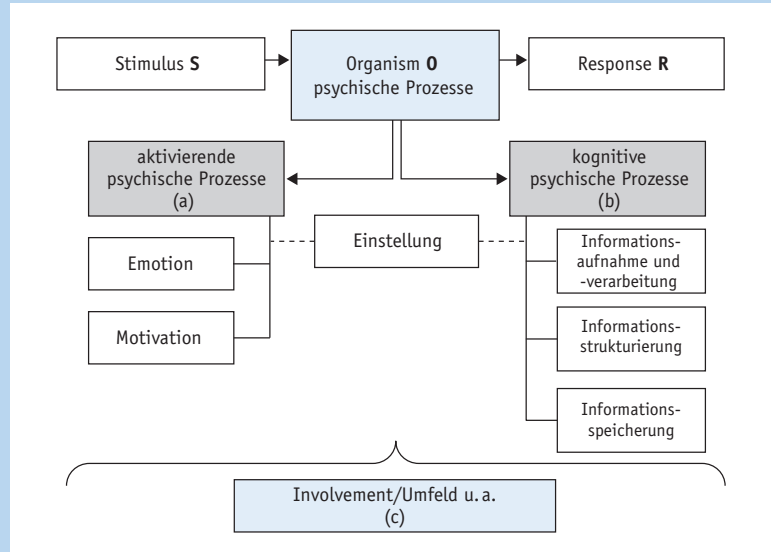 Stimulus S
Organism O
psychische Prozesse
Response R
aktivierende
psychische Prozesse
(a)
kognitive
psychische Prozesse
(b)
Einstellung
Emotion
Motivation
Informations-
aufnahme und
-verarbeitung
Informations-
strukturierung
Informations-
speicherung
Involvement/Umfeld u. a.
(c)